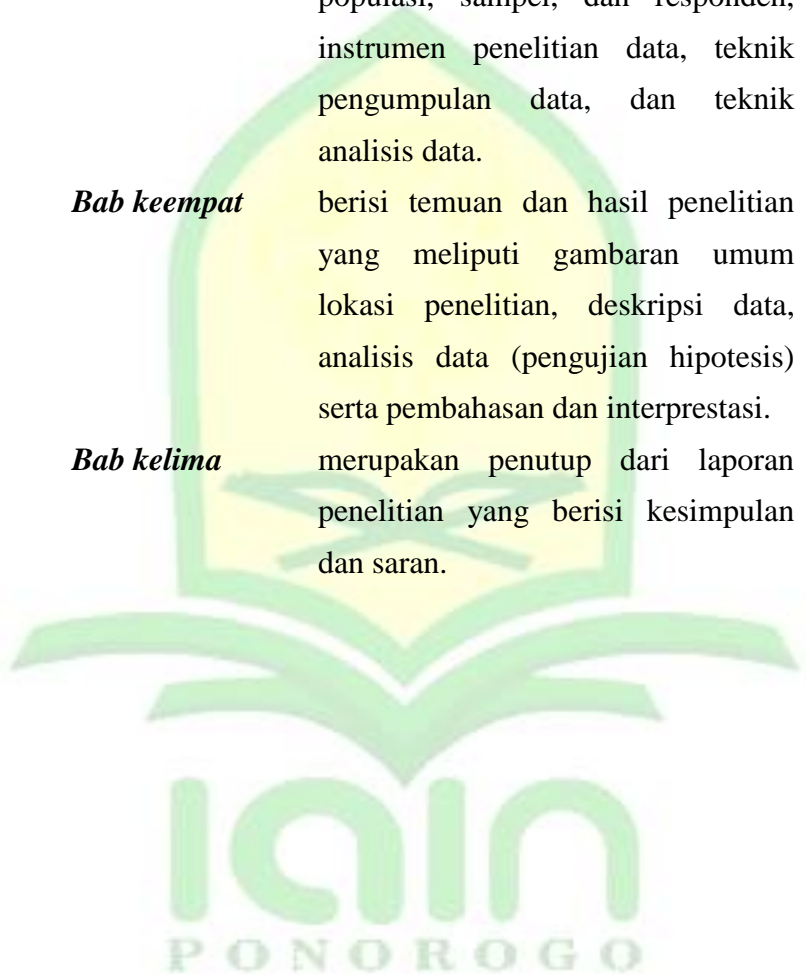 populasi, sampel, dan responden,
instrumen penelitian data, teknik
pengumpulan data, dan teknik
analisis data.
Bab keempat berisi temuan dan hasil penelitian
yang meliputi gambaran umum
lokasi penelitian, deskripsi data,
analisis data (pengujian hipotesis)
serta pembahasan dan interprestasi.
Bab kelima merupakan penutup dari laporan
penelitian yang berisi kesimpulan
dan saran.
iain
PONOROGO